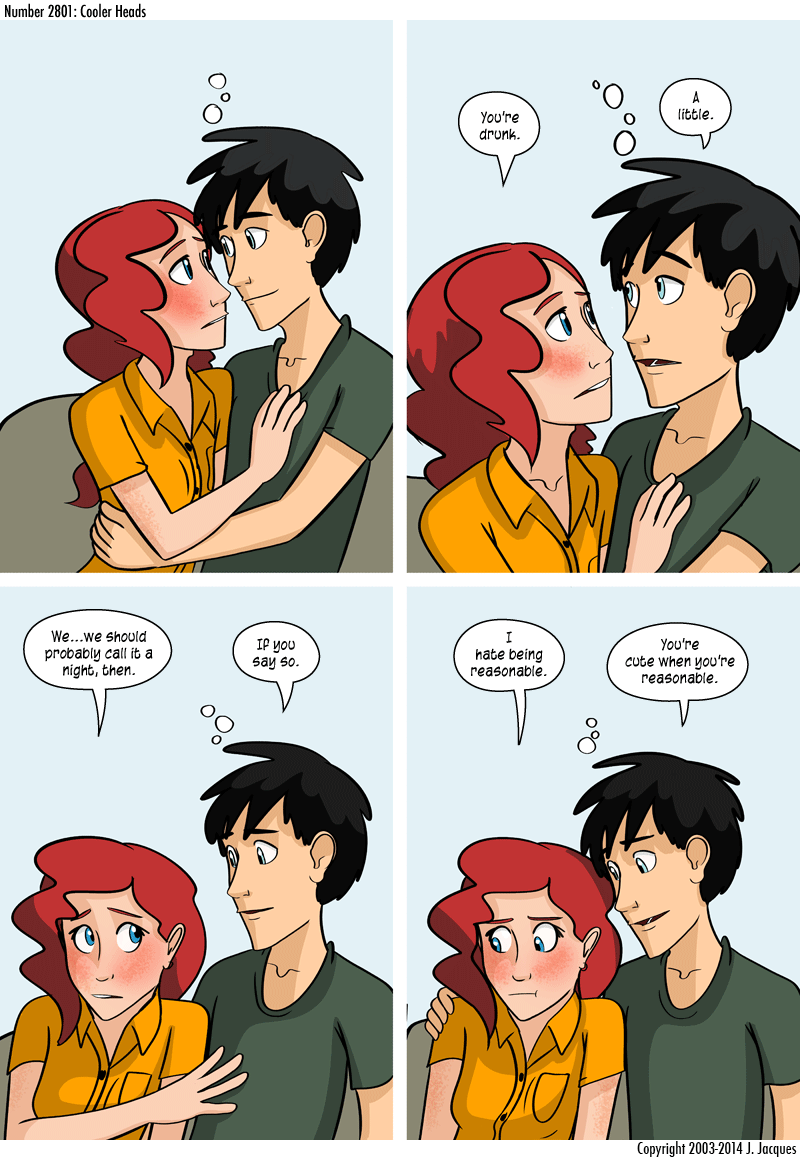 Number 2801: Cooler Heads
You're
drunk.
A
little.
We...we should
probably call it a
night, then.
If you
say so.
I
hate being
reasonable.
You're
cute when you're
reasonable.
Copyright 2003-2014 J. Jacques